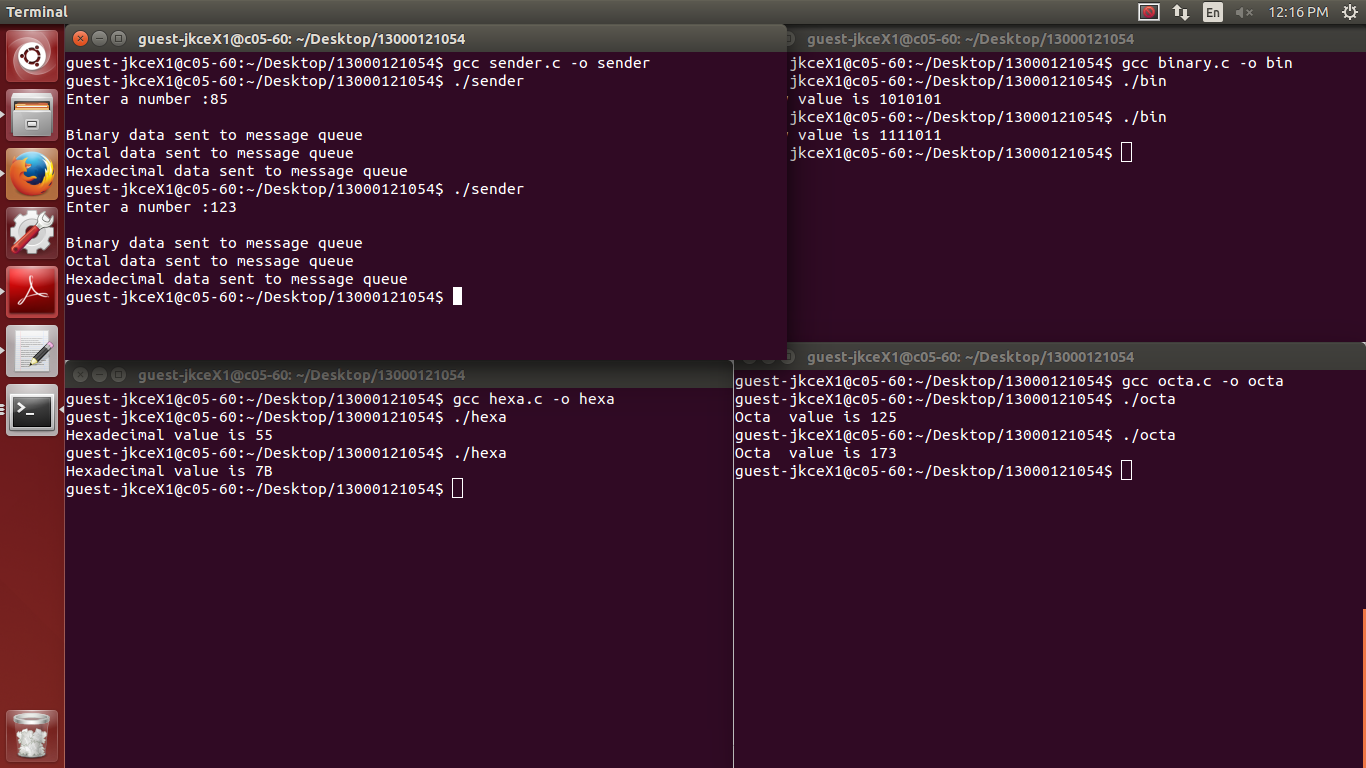 Terminal
En
12:16 PM
guest-jkceX1@c05-60: ~/Desktop/13000121054
guest-jkceX1@c05-60:~/Desktop/13000121054$ gcc sender.c -o sender
guest-jkceX1@c05-60:~/Desktop/13000121054$ ./sender
Enter a number :85
Binary data sent to message queue
Octal data sent to message queue
Hexadecimal data sent to message queue
guest-jkceX1@c05-60:~/Desktop/13000121054$ ./sender
Enter a number :123
Binary data sent to message queue
Octal data sent to message queue
Hexadecimal data sent to message queue
guest-jkceX1@c05-60:~/Desktop/13000121054$
guest-jkceX1@c05-60: ~/Desktop/13000121054
jkceX1@c05-60:~/Desktop/13000121054$ gcc binary.c -o bin
jkceX1@c05-60:~/Desktop/13000121054$ ./bin
value is 1010101
jkceX1@c05-60:~/Desktop/13000121054$ ./bin
value is 1111011
jkceX1@c05-60:~/Desktop/13000121054$
guest-jkceX1@c05-60: ~/Desktop/13000121054
guest-jkceX1@c05-60:~/Desktop/13000121054$ gcc hexa.c -o hexa
guest-jkceX1@c05-60:~/Desktop/13000121054$ ./hexa
Hexadecimal value is 55
guest-jkceX1@c05-60:~/Desktop/13000121054$ ./hexa
Hexadecimal value is 7B
guest-jkceX1@c05-60:~/Desktop/13000121054$
guest-jkceX1@c05-60: ~/Desktop/13000121054
guest-jkceX1@c05-60:~/Desktop/13000121054$ gcc octa.c -o octa
guest-jkceX1@c05-60:~/Desktop/13000121054$ ./octa
Octa  value is 125
guest-jkceX1@c05-60:~/Desktop/13000121054$ ./octa
Octa  value is 173
guest-jkceX1@c05-60:~/Desktop/13000121054$